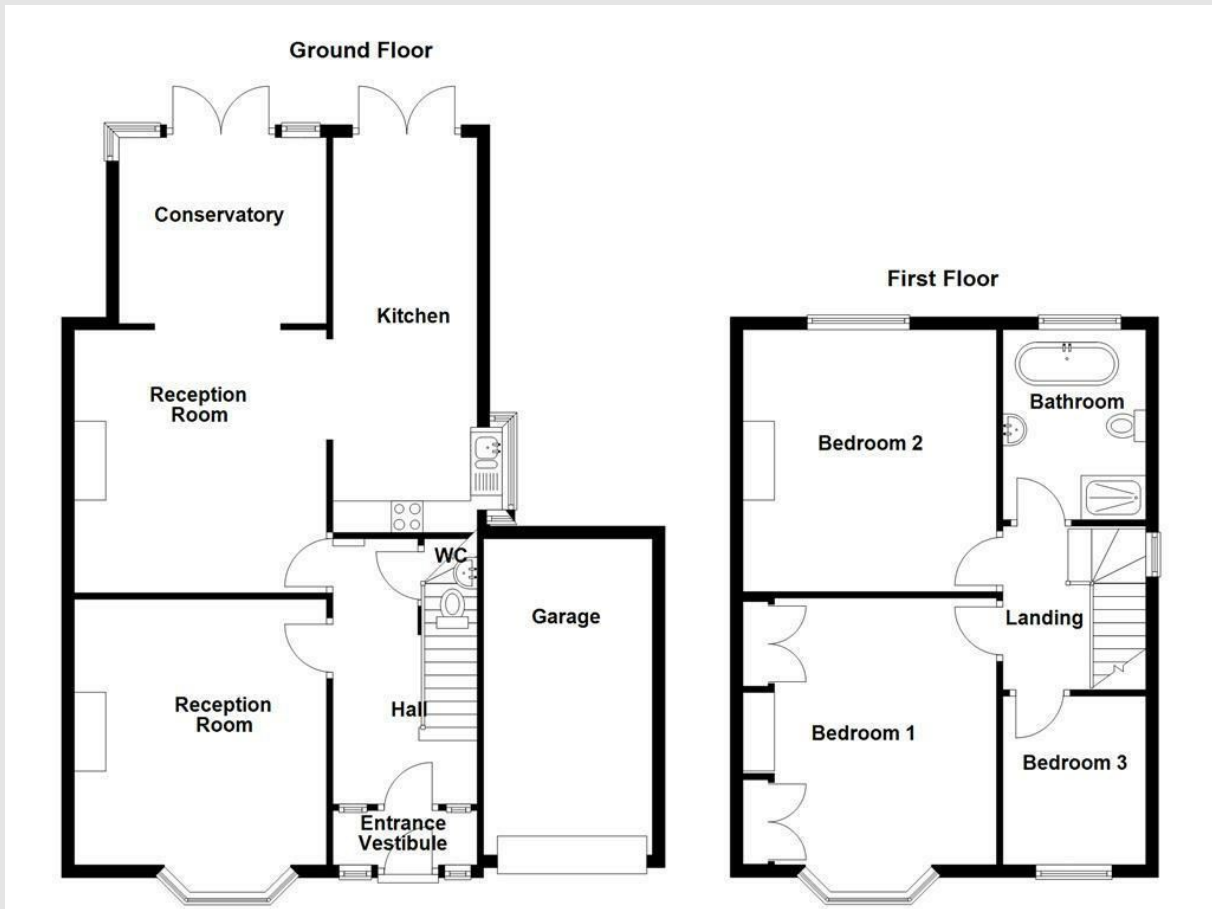 Ground Floor
Conservatory
Kitchen
Reception
Room
WC
Garage
Reception
Room
Hall
Entrance
Vestibule
First Floor
Bathroom
Bedroom 2
Landing
Bedroom 1
Bedroom 3